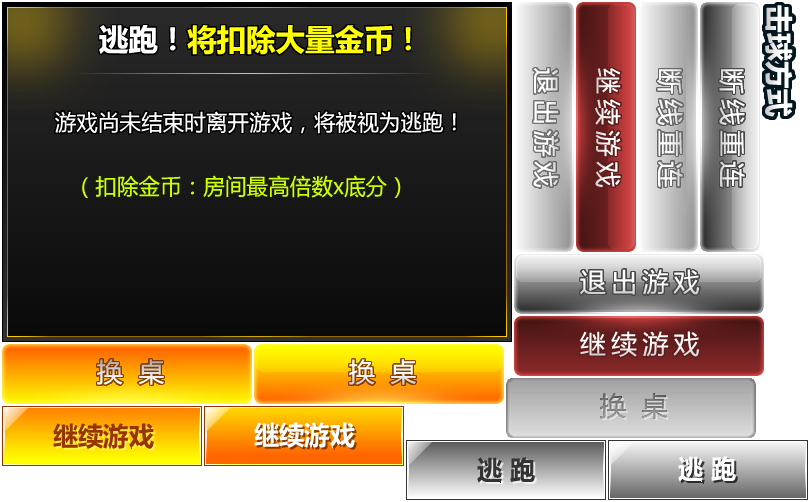 逃跑！将扣除大量金币！
游戏尚未结束时离开游戏，将被视为逃跑！
（扣除金币：房间最高倍数x底分）
退出游戏
继续游戏
断线重连
断线重连
击球方式
退出游戏
继续游戏
换桌
换桌
换桌
继续游戏
继续游戏
逃跑
逃跑